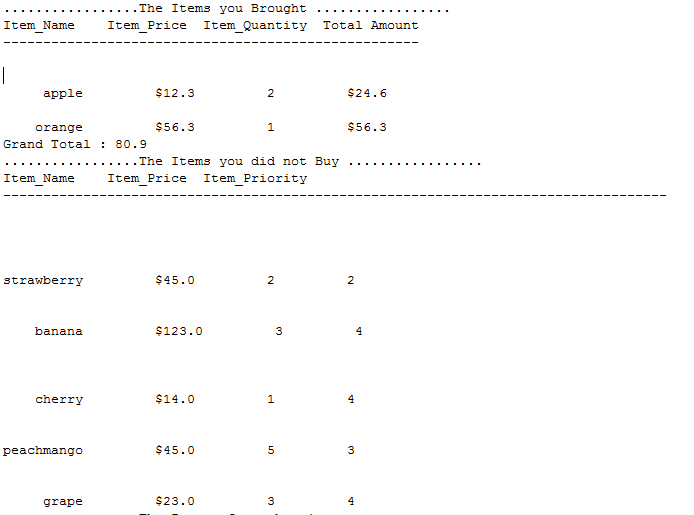 .................The Items you Brought .................
Item_Name    Item_Price  Item_Quantity  Total Amount
----------------------------------------------------
apple         $12.3         2         $24.6
orange         $56.3         1         $56.3
Grand Total : 80.9
.................The Items you did not Buy .................
Item_Name    Item_Price  Item_Priority
-----------------------------------------------------------------------------------
strawberry         $45.0         2         2
banana         $123.0         3         4
cherry         $14.0         1         4
peachmango         $45.0         5         3
grape         $23.0         3         4